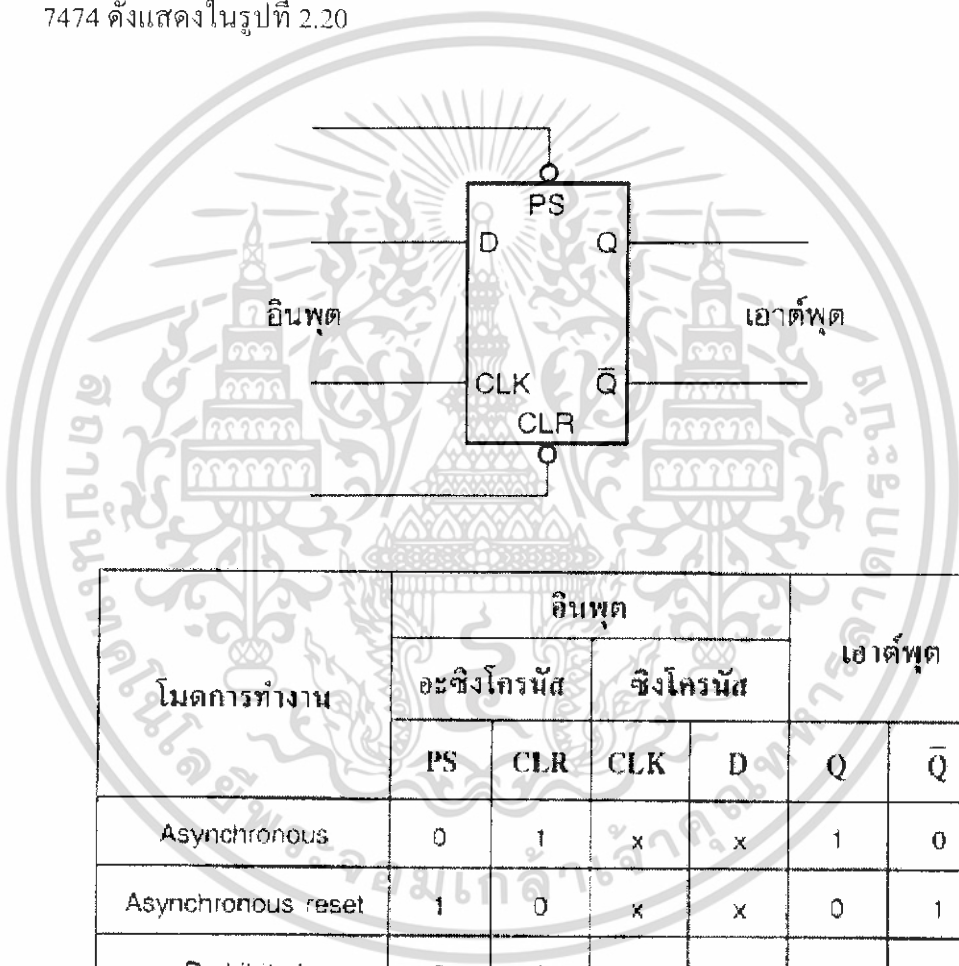 7474 ดังแสดงในรูปที่ 2.20
PS
D Q
อินพุต เอาต์พุต
CLK Q̄
CLR
โมดการทำงาน อินพุต เอาต์พุต
อะซิงโครนัส ซิงโครนัส
PS CLR CLK D Q Q̄
Asynchronous 0 1 x x 1 0
Asynchronous reset 1 0 x x 0 1